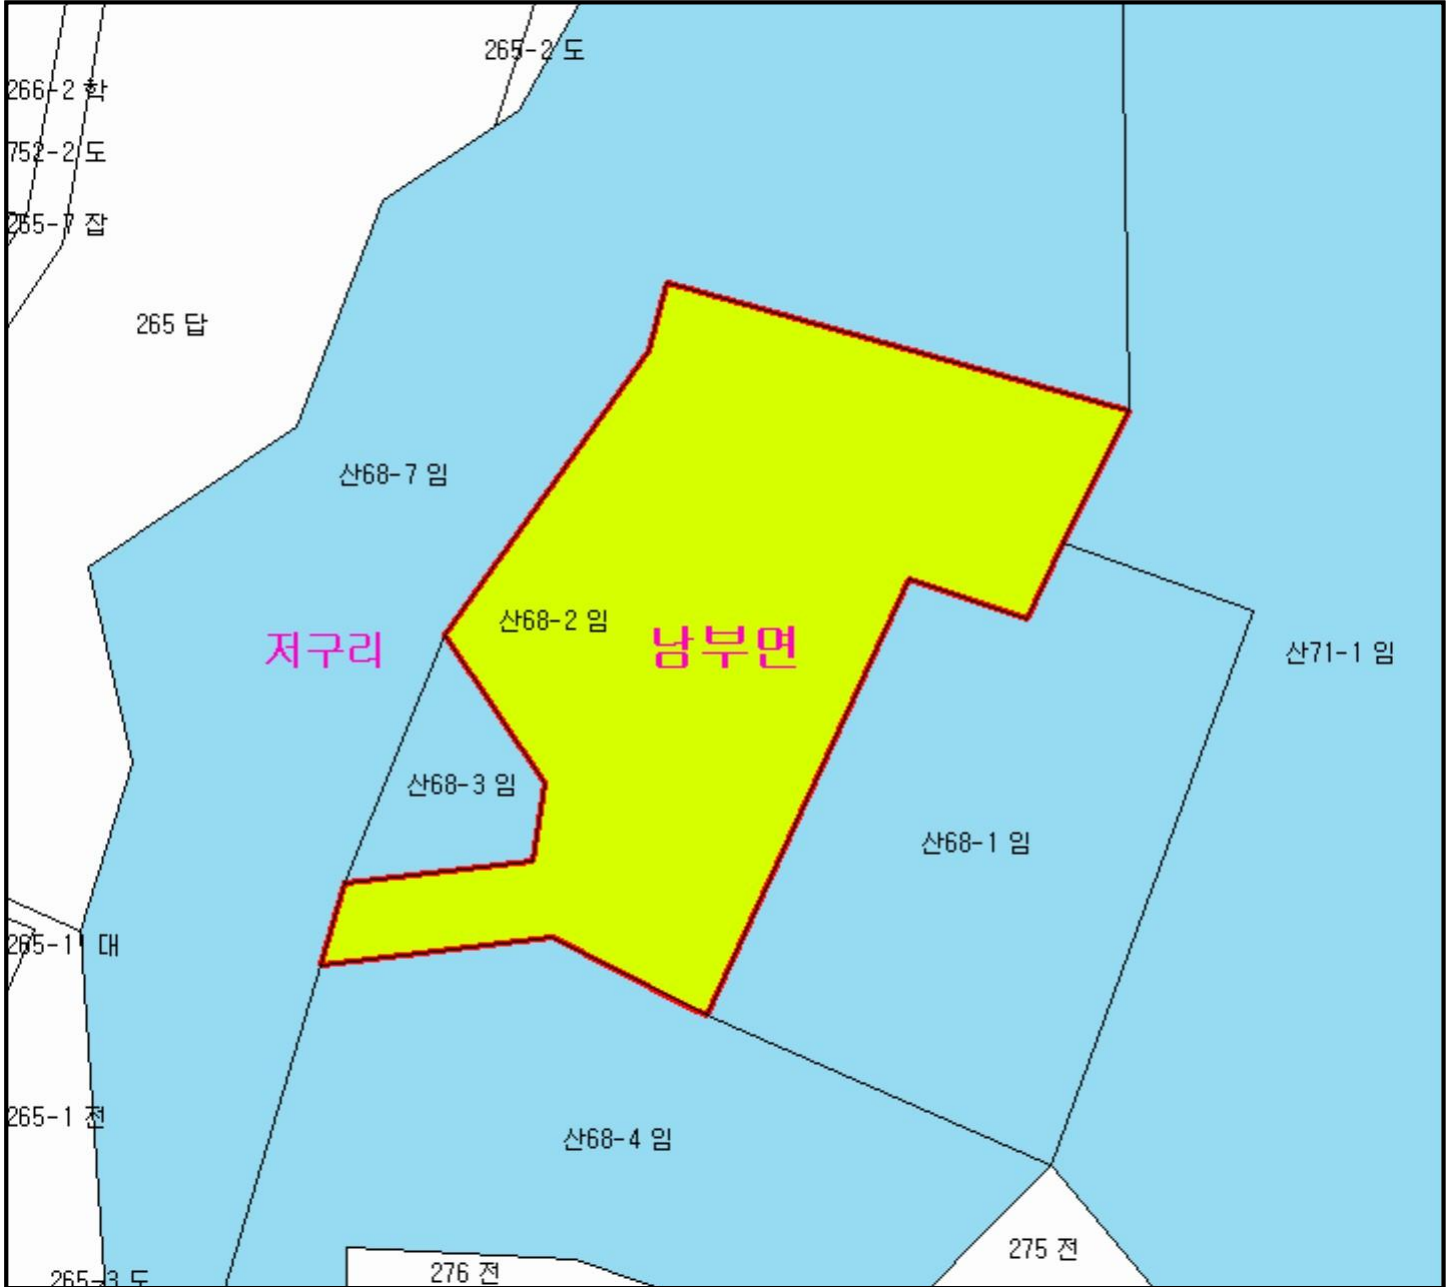 265-2 도
266-2 학
752-2 도
265-7 잡
265 답
산68-7 임
산68-2 임
저구리
남부면
산71-1 임
산68-3 임
산68-1 임
265-11 대
265-1 전
산68-4 임
275 전
276 전
265-3 도